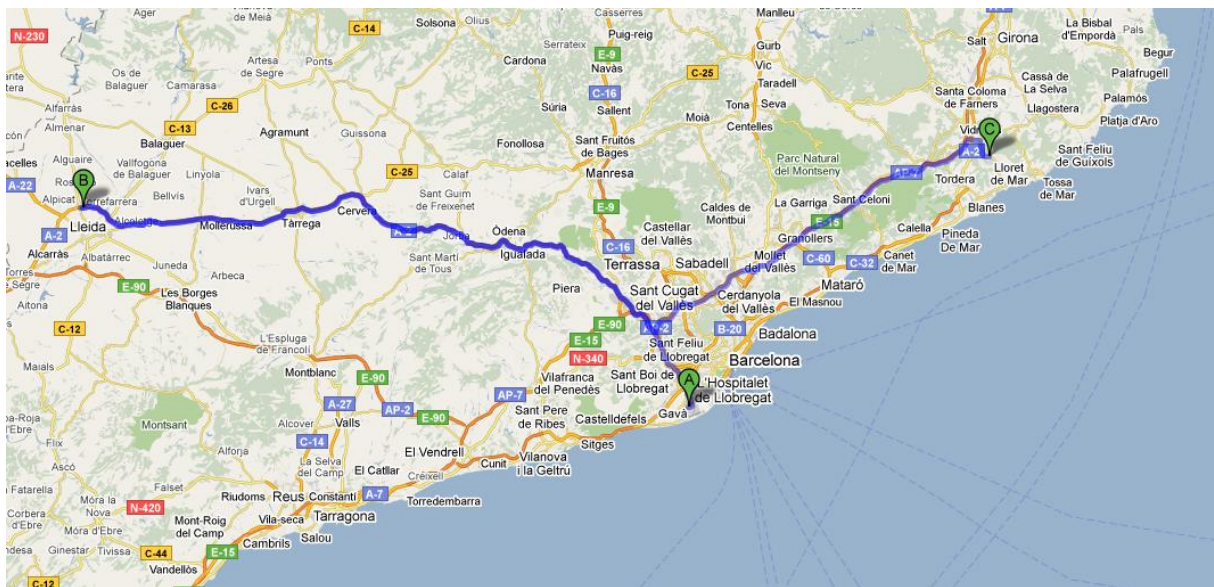 N-230
Solsona
Olius
Casserres
Puig-reig
Manlleu
La Bisbal
d'Empordà
Pals
Begur
Ager
C-14
Serrateix
E-9
Navàs
Gurb
Vic
Taradell
Salt
Girona
Artesa
de Segre
Ponts
Cardona
C-25
Os de
Balaguer
Camarasa
C-16
Sallent
Cassà de
La Selva
Palafrugell
Alfarràs
C-26
Súria
Tona
Seva
Santa Coloma
de Farners
Llagostera
Palamós
Almenar
C-13
Agramunt
Guissona
Moià
Centelles
Platja d'Aro
Balaguer
Fonollosa
Sant Fruitós
de Bages
C
Alguaire
Vallfogona
de Balaguer
Linyola
C-25
Calaf
Manresa
Parc Natural
del Montseny
A-2
Sant Feliu
de Guíxols
B
A-22
Alpicat
Bellvís
Ivars
d'Urgell
Sant Guim
de Freixenet
AP-7
Tordera
Lloret
de Mar
Tossa
de Mar
Lleida
Mollerussa
Tàrrega
Cervera
E-9
Caldes de
Montbui
La Garriga
Sant Celoni
Blanes
A-2
Jorba
Òdena
Igualada
Castellar
del Vallès
E-15
Calella
Pineda
De Mar
Alcarràs
Albatàrrec
Sant Martí
de Tous
C-16
Terrassa
Sabadell
Granollers
Mollet
del Vallès
C-60
C-32
Canet
de Mar
E-90
Juneda
Arbeca
Piera
Mataró
Aitona
Les Borges
Blanques
Sant Cugat
del Vallès
Cerdanyola
del Vallès
El Masnou
C-12
E-90
B-20
Badalona
L'Espluga
de Francolí
E-15
Sant Feliu
de Llobregat
Barcelona
Maials
N-340
Montblanc
E-90
Vilafranca
del Penedès
Sant Boi de
Llobregat
A
L'Hospitalet
de Llobregat
A-27
AP-2
E-90
AP-7
Montsant
Alcover
Valls
Sant Pere
de Ribes
Castelldefels
Gavà
Flix
C-14
Sitges
Ascó
Alforja
La Selva
del Camp
El Vendrell
Cunit
Vilanova
i la Geltrú
El Catllar
Creixell
Falset
Riudoms
Reus
Constantí
A-7
Torredembarra
Móra la
Nova
N-420
Tarragona
Corbera
d'Ebre
Móra d'Ebre
Mont-Roig
del Camp
Vila-seca
Salou
Ginestar
Tivissa
C-44
E-15
Cambrils
Vandellòs
C-12